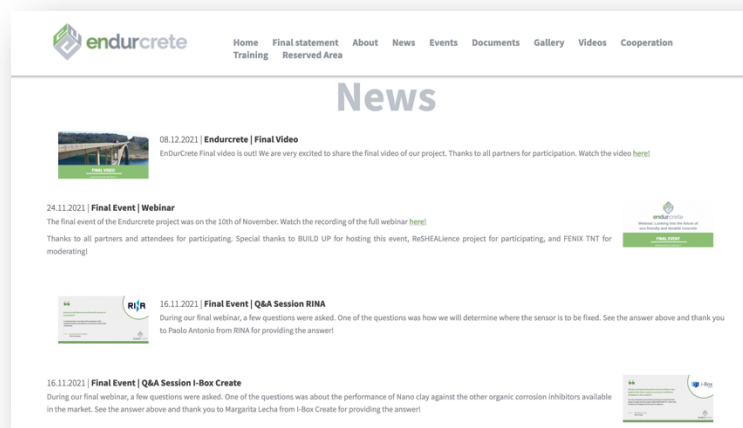 endurcrete
Home Final statement About News Events Documents Gallery Videos Cooperation
Training Reserved Area
News
08.12.2021 | Endurcrete | Final Video
EnDurCrete Final video is out! We are very excited to share the final video of our project. Thanks to all partners for participation. Watch the video here!
FINAL VIDEO
24.11.2021 | Final Event | Webinar
The final event of the Endurcrete project was on the 10th of November. Watch the recording of the full webinar here!
Thanks to all partners and attendees for participating. Special thanks to BUILD UP for hosting this event, ReSHEALience project for participating, and FENIX TNT for
moderating!
endurcrete
Webinar: Looking into the future of
eco-friendly and durable concrete
FINAL EVENT
RINA
16.11.2021 | Final Event | Q&A Session RINA
During our final webinar, a few questions were asked. One of the questions was how we will determine where the sensor is to be fixed. See the answer above and thank you
to Paolo Antonio from RINA for providing the answer!
16.11.2021 | Final Event | Q&A Session I-Box Create
During our final webinar, a few questions were asked. One of the questions was about the performance of Nano clay against the other organic corrosion inhibitors available
in the market. See the answer above and thank you to Margarita Lecha from I-Box Create for providing the answer!
I-Box